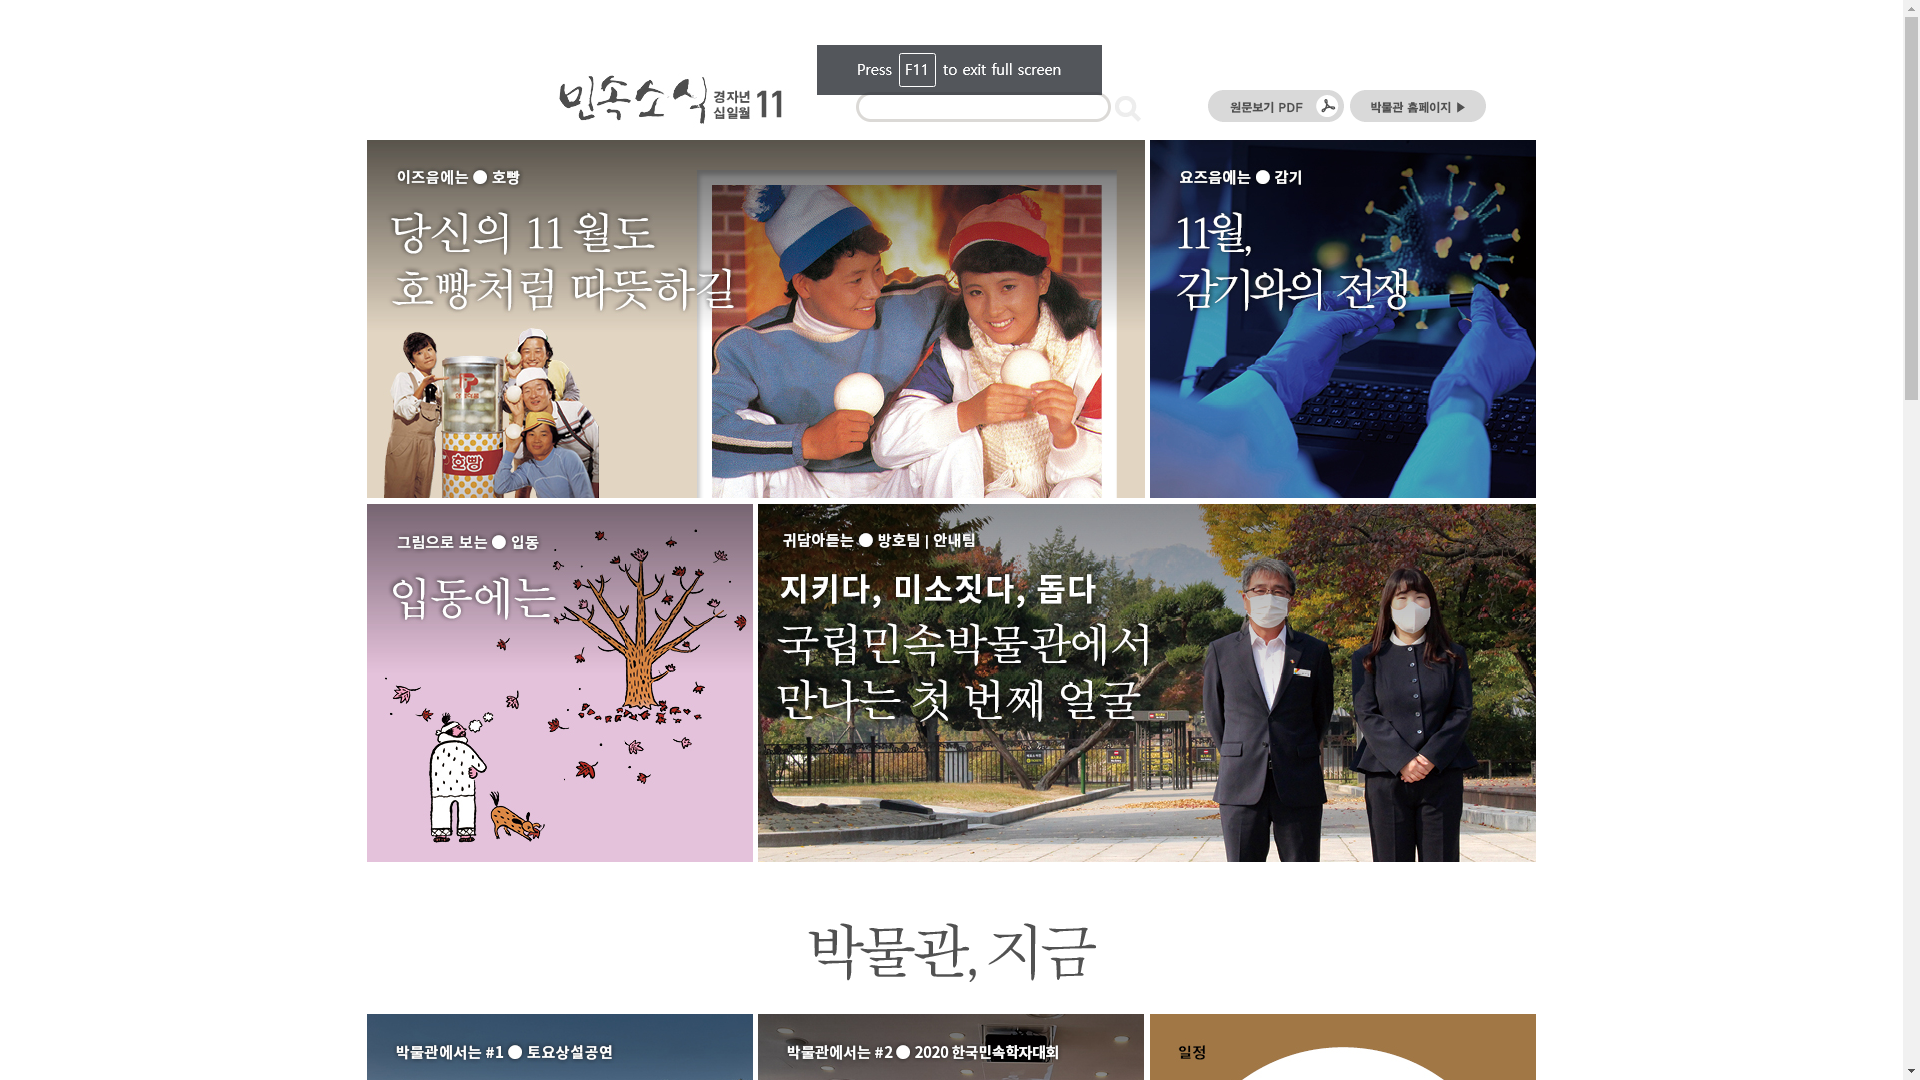 Press F11 to exit full screen
민속소식 경자년 십일월 11
원문보기 PDF
박물관 홈페이지 ▶
이즈음에는 ● 호빵
당신의 11 월도
호빵처럼 따뜻하길
호빵
요즈음에는 ● 감기
11월,
감기와의 전쟁
그림으로 보는 ● 입동
입동에는
귀담아듣는 ● 방호팀 | 안내팀
지키다, 미소짓다, 돕다
국립민속박물관에서
만나는 첫 번째 얼굴
박물관, 지금
박물관에서는 #1 ● 토요상설공연
박물관에서는 #2 ● 2020 한국민속학자대회
일정